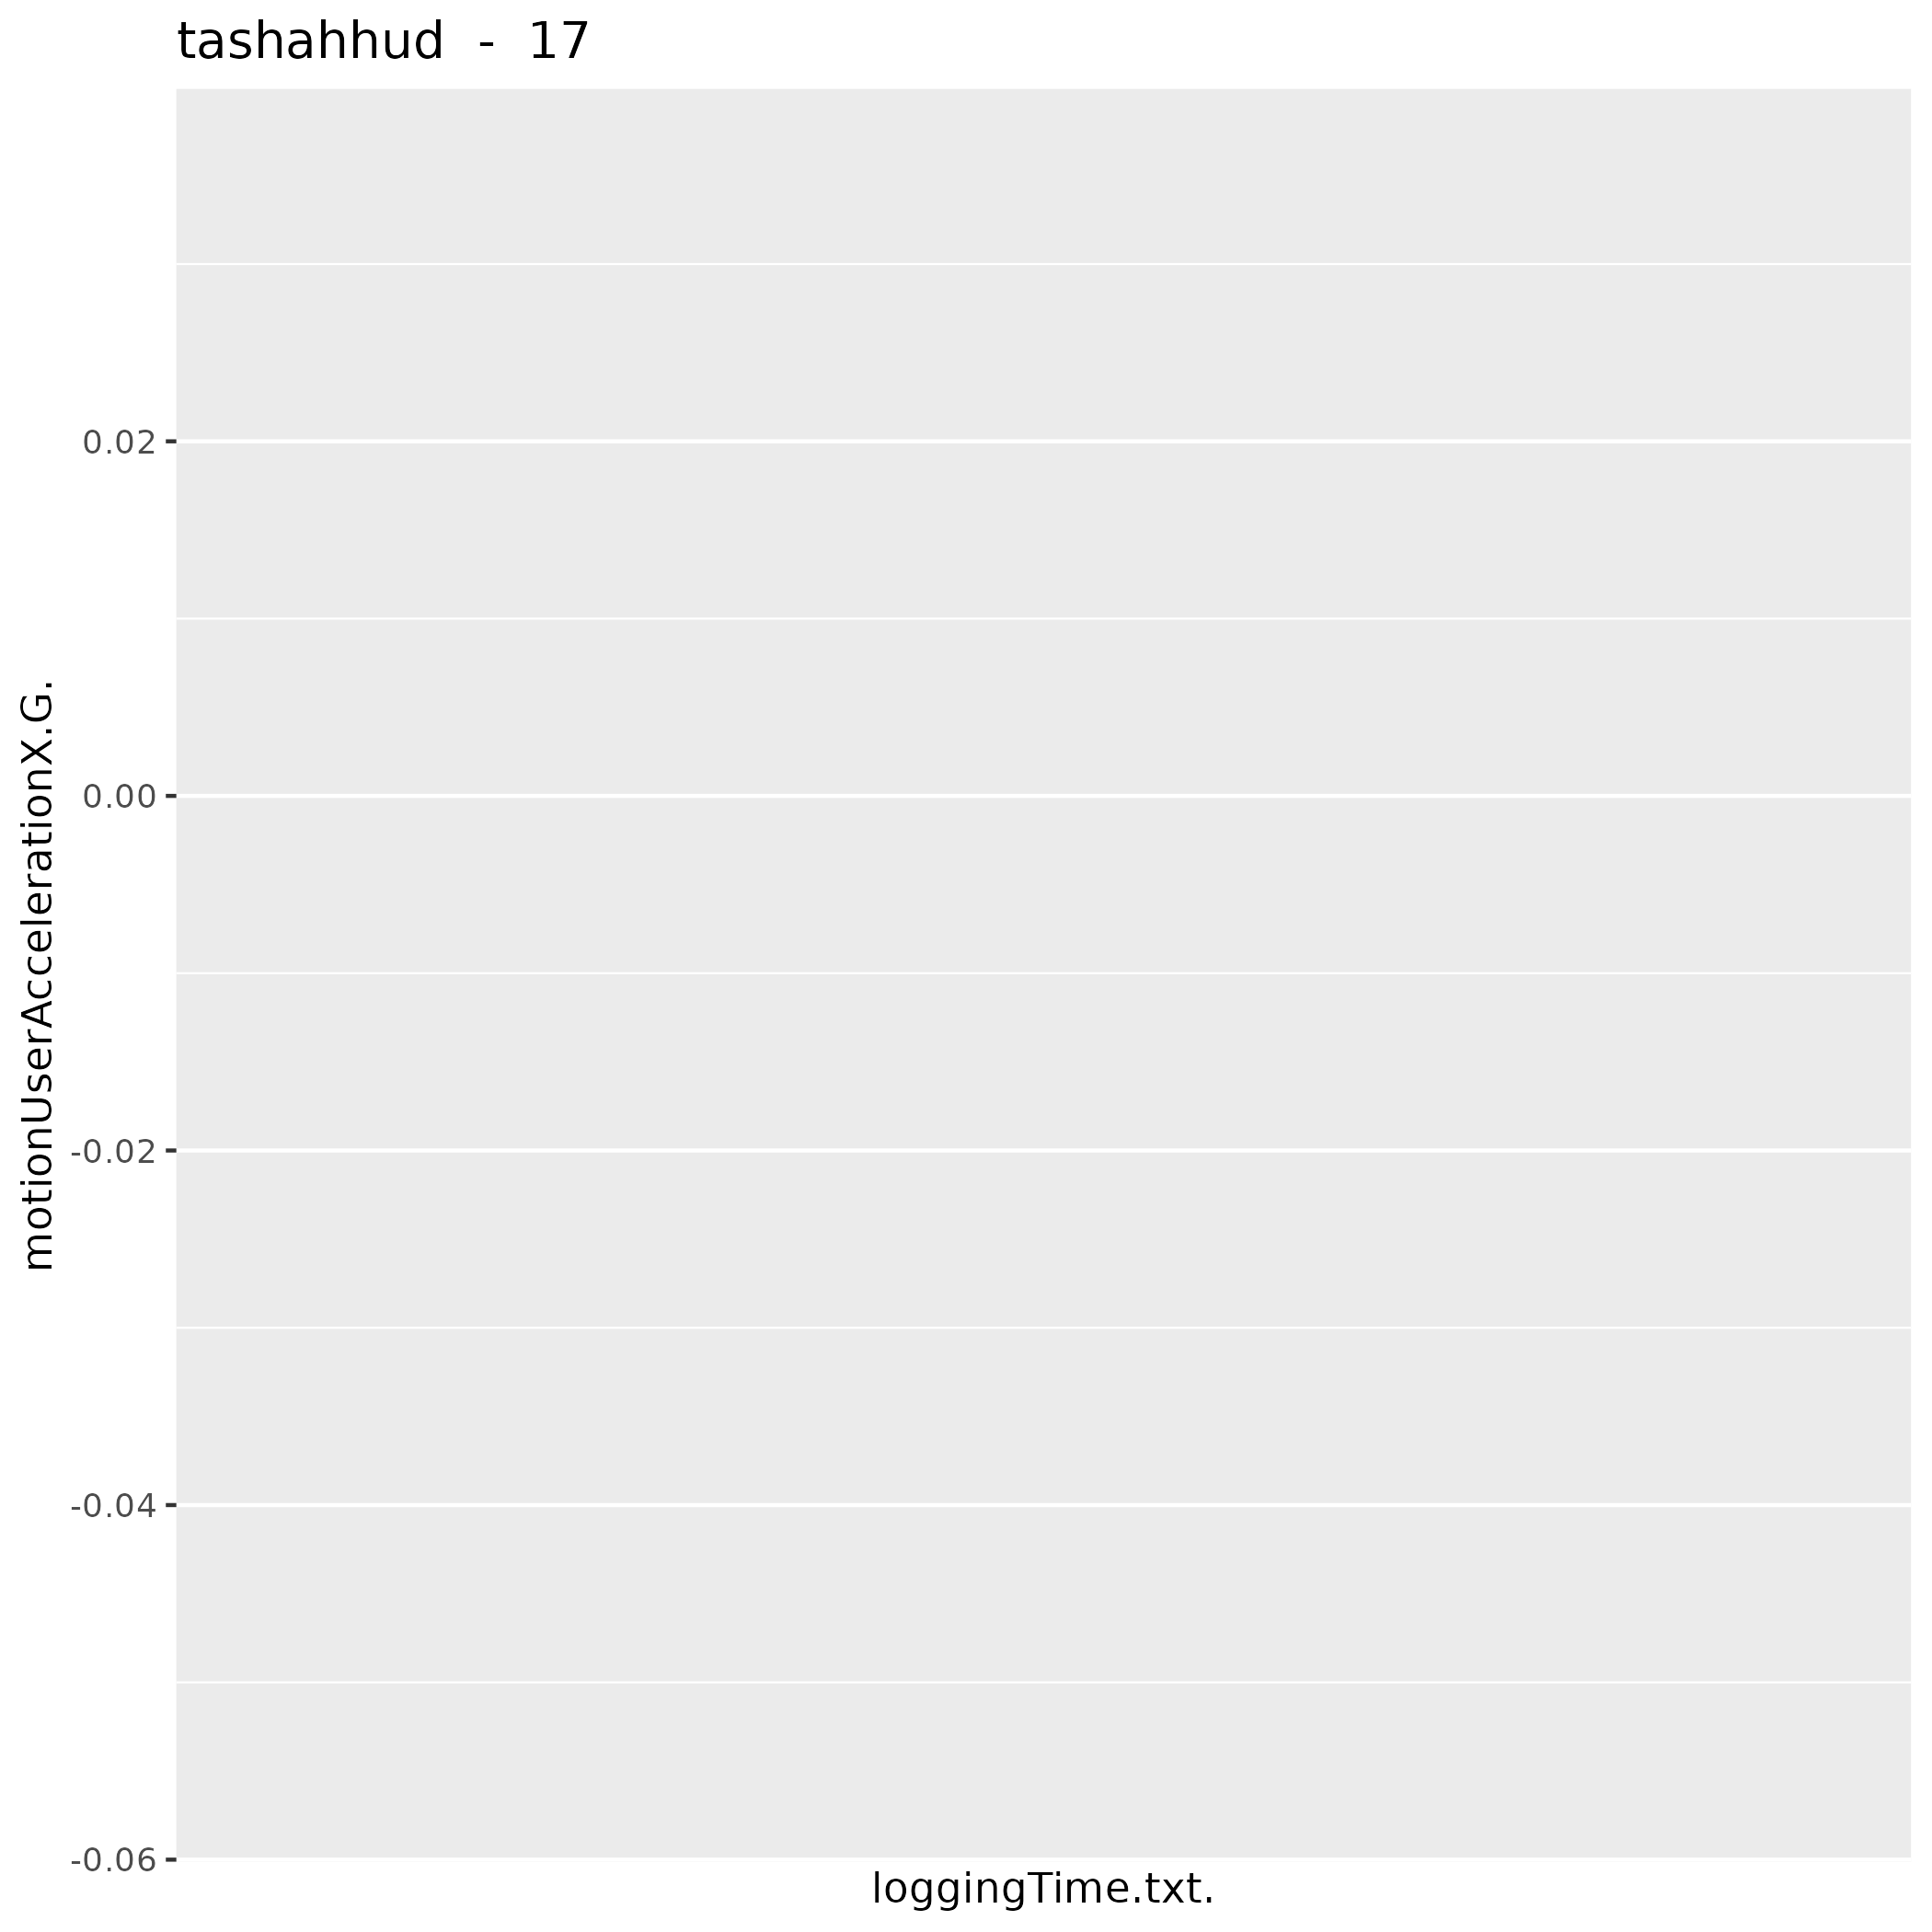 tashahhud - 17
motionUserAccelerationX.G.
0.02
0.00
-0.02
-0.04
-0.06
loggingTime.txt.